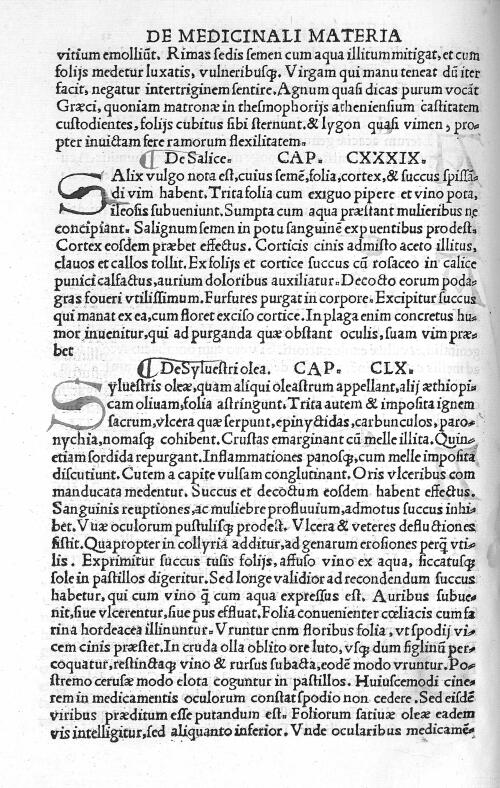 DE MEDICINALI MATERIA
vitium emolliūt. Rimas sedis semen cum aqua illitum mitigat, et cum
folijs medetur luxatis, vulneribusq;. Virgam qui manu teneat dū iter
facit, negatur intertriginem sentire. Agnum quasi dicas purum vocāt
Græci, quoniam matronæ in thesmophorijs atheniensium castitatem
custodientes, folijs cubitus sibi sternunt. & lygon quasi vimen, pro-
pter inuictam fere ramorum flexilitatem.
¶ De Salice. CAP. CXXXIX.
SAlix vulgo nota est, cuius semē, folia, cortex, & succus spissā-
di vim habent. Trita folia cum exiguo pipere et vino pota,
ileosis subueniunt. Sumpta cum aqua præstant mulieribus ne
concipiant. Salignum semen in potu sanguinē expuentibus prodest.
Cortex eosdem præbet effectus. Corticis cinis admisto aceto illitus,
clauos et callos tollit. Ex folijs et cortice succus cū rosaceo in calice
punici calfactus, aurium doloribus auxiliatur. Decocto eorum poda-
gras foueri vtilissimum. Furfures purgat in corpore. Excipitur succus
qui manat ex ea, cum floret exciso cortice. In plaga enim concretus hu-
mor inuenitur, qui ad purganda quæ obstant oculis, suam vim præ-
bet
¶ De Syluestri olea. CAP. CLX.
Syluestris oleæ, quam aliqui oleastrum appellant, alij æthiopi-
cam oliuam, folia astringunt. Trita autem & imposita ignem
sacrum, vlcera quæ serpunt, epinyctidas, carbunculos, paro-
nychia, nomasq; cohibent. Crustas emarginant cū melle illita. Quin-
etiam sordida repurgant. Inflammationes panosq;, cum melle imposita
discutiunt. Cutem a capite vulsam conglutinant. Oris vlceribus com
manducata medentur. Succus et decoctum eosdem habent effectus.
Sanguinis reuptiones, ac muliebre profluuium, admotus succus inhi-
bet. Vuæ oculorum pustulisq; prodest. Vlcera & veteres defluctiones
sistit. Quapropter in collyria additur, ad genarum erosiones perq̃ vti-
lis. Exprimitur succus tusis folijs, affuso vino ex aqua, siccatusq;
sole in pastillos digeritur. Sed longe validior ad recondendum succus
habetur, qui cum vino q̃ cum aqua expressus est. Auribus subue-
nit, siue vlcerentur, siue pus effluat. Folia conuenienter cœliacis cum fa
rina hordeacea illinuntur. Vruntur cnm floribus folia, vt spodij vi-
cem cinis præstet. In cruda olla oblito ore luto, vsq; dum figlinū per-
coquatur, restinctaq; vino & rursus subacta, eodē modo vruntur. Po-
stremo cerusæ modo elota coguntur in pastillos. Huiuscemodi cine-
rem in medicamentis oculorum constat spodio non cedere. Sed eisdē
viribus præditum esse putandum est. Foliorum satiuæ oleæ eadem
vis intelligitur, sed aliquanto inferior. Vnde ocularibus medicamē-